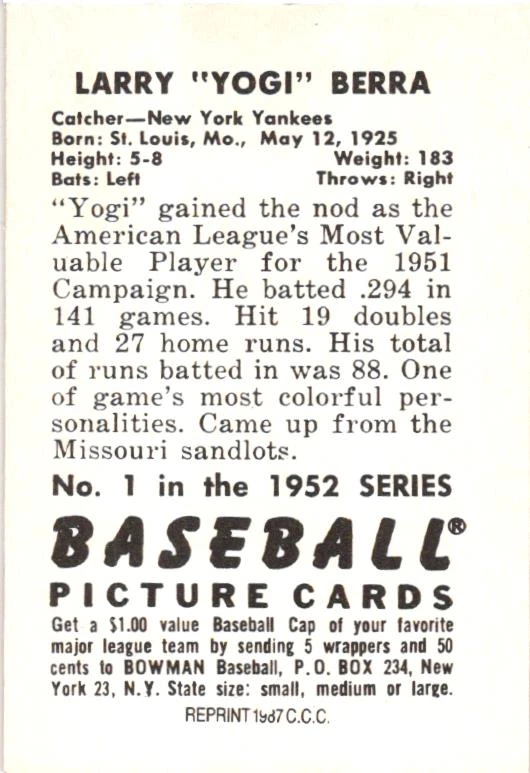 LARRY "YOGI" BERRA
Catcher—New York Yankees
Born: St. Louis, Mo., May 12, 1925
Height: 5-8 Weight: 183
Bats: Left Throws: Right
"Yogi" gained the nod as the
American League's Most Val-
uable Player for the 1951
Campaign. He batted .294 in
141 games. Hit 19 doubles
and 27 home runs. His total
of runs batted in was 88. One
of game's most colorful per-
sonalities. Came up from the
Missouri sandlots.
No. 1 in the 1952 SERIES
BASEBALL®
PICTURE CARDS
Get a $1.00 value Baseball Cap of your favorite
major league team by sending 5 wrappers and 50
cents to BOWMAN Baseball, P.O. BOX 234, New
York 23, N.Y. State size: small, medium or large.
REPRINT 1987 C.C.C.